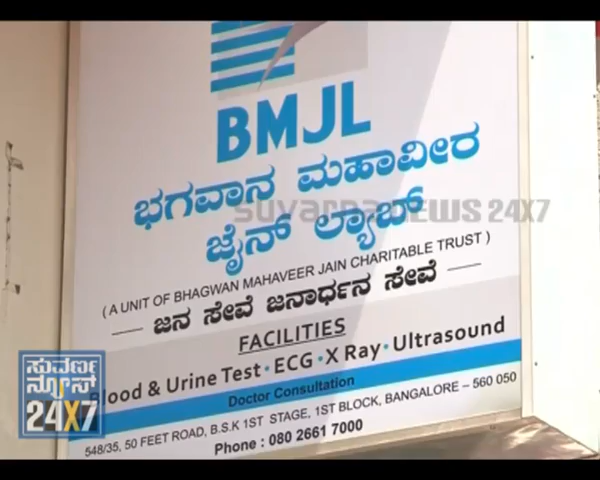 BMJL
ಭಗವಾನ ಮಹಾವೀರ
suvarna NEWS 24X7
ಜೈನ್ ಲ್ಯಾಬ್
( A UNIT OF BHAGWAN MAHAVEER JAIN CHARITABLE TRUST )
ಜನ ಸೇವೆ ಜನಾರ್ಧನ ಸೇವೆ
FACILITIES
Blood & Urine Test • ECG • X Ray • Ultrasound
Doctor Consultation
548/35, 50 FEET ROAD, B.S.K 1ST STAGE, 1ST BLOCK, BANGALORE – 560 050
Phone : 080 2661 7000
ಸುವರ್ಣ
ನ್ಯೂಸ್
24X7